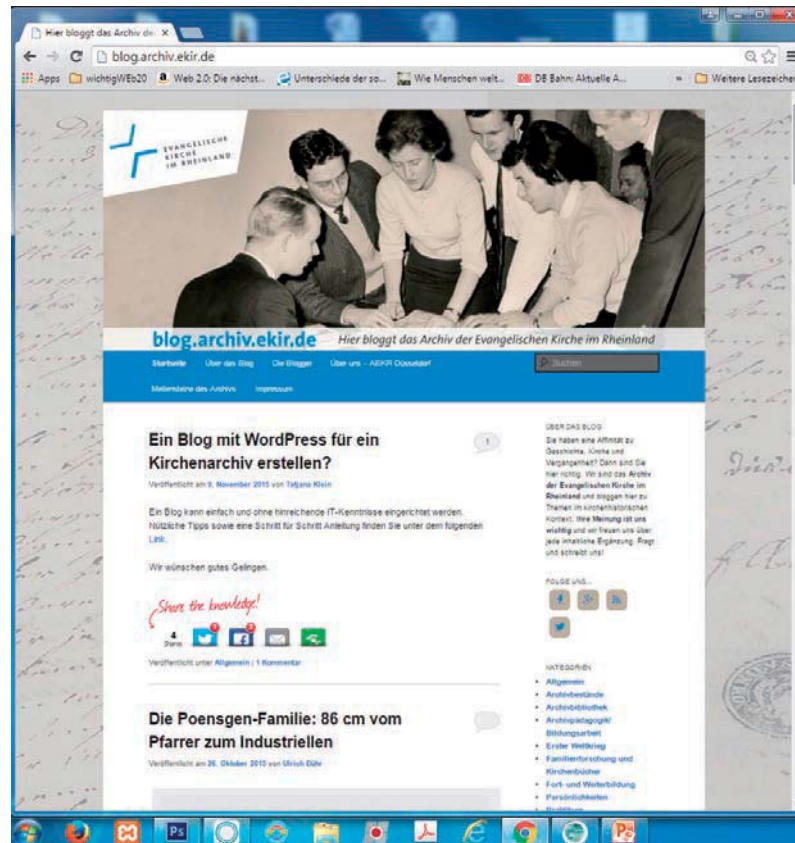 Hier bloggt das Archiv de
blog.archiv.ekir.de
Apps wichtigWEb20 Web 2.0: Die nächst... Unterschiede der so... Wie Menschen welt... DB Bahn: Aktuelle A... » Weitere Lesezeichen
EVANGELISCHE
KIRCHE
IM RHEINLAND
blog.archiv.ekir.de Hier bloggt das Archiv der Evangelischen Kirche im Rheinland
Startseite Über das Blog Die Blogger Über uns – AEKR Düsseldorf Suchen
Meilensteine des Archivs Impressum
Ein Blog mit WordPress für ein
Kirchenarchiv erstellen?
1
Veröffentlicht am 9. November 2015 von Tatjana Klein
Ein Blog kann einfach und ohne hinreichende IT-Kenntnisse eingerichtet werden.
Nützliche Tipps sowie eine Schritt für Schritt Anleitung finden Sie unter dem folgenden
Link.
Wir wünschen gutes Gelingen.
Share the knowledge!
4
Veröffentlicht unter Allgemein | 1 Kommentar
Die Poensgen-Familie: 86 cm vom
Pfarrer zum Industriellen
Veröffentlicht am 26. Oktober 2015 von Ulrich Dühr
ÜBER DAS BLOG
Sie haben eine Affinität zu
Geschichte, Kirche und
Vergangenheit? Dann sind Sie
hier richtig. Wir sind das Archiv
der Evangelischen Kirche im
Rheinland und bloggen hier zu
Themen im kirchenhistorischen
Kontext. Ihre Meinung ist uns
wichtig und wir freuen uns über
jede inhaltliche Ergänzung. Fragt
und schreibt uns!
FOLGE UNS...
KATEGORIEN
Allgemein
Archivbestände
Archivbibliothek
Archivpädagogik/
Bildungsarbeit
Erster Weltkrieg
Familienforschung und
Kirchenbücher
Fort- und Weiterbildung
Persönlichkeiten